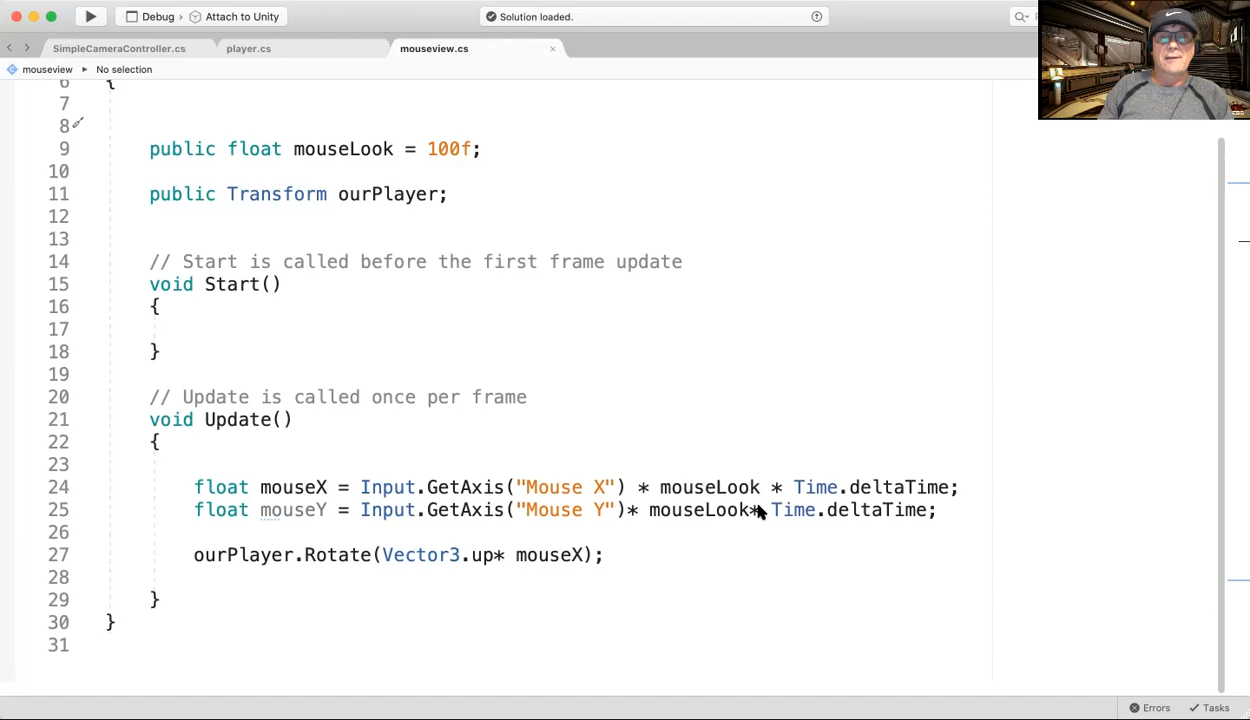 Debug › Attach to Unity
Solution loaded.
SimpleCameraController.cs
player.cs
mouseview.cs
mouseview ▸ No selection
6 {
7
8
9 public float mouseLook = 100f;
10
11 public Transform ourPlayer;
12
13
14 // Start is called before the first frame update
15 void Start()
16 {
17
18 }
19
20 // Update is called once per frame
21 void Update()
22 {
23
24 float mouseX = Input.GetAxis("Mouse X") * mouseLook * Time.deltaTime;
25 float mouseY = Input.GetAxis("Mouse Y")* mouseLook* Time.deltaTime;
26
27 ourPlayer.Rotate(Vector3.up* mouseX);
28
29 }
30 }
31
Errors
Tasks